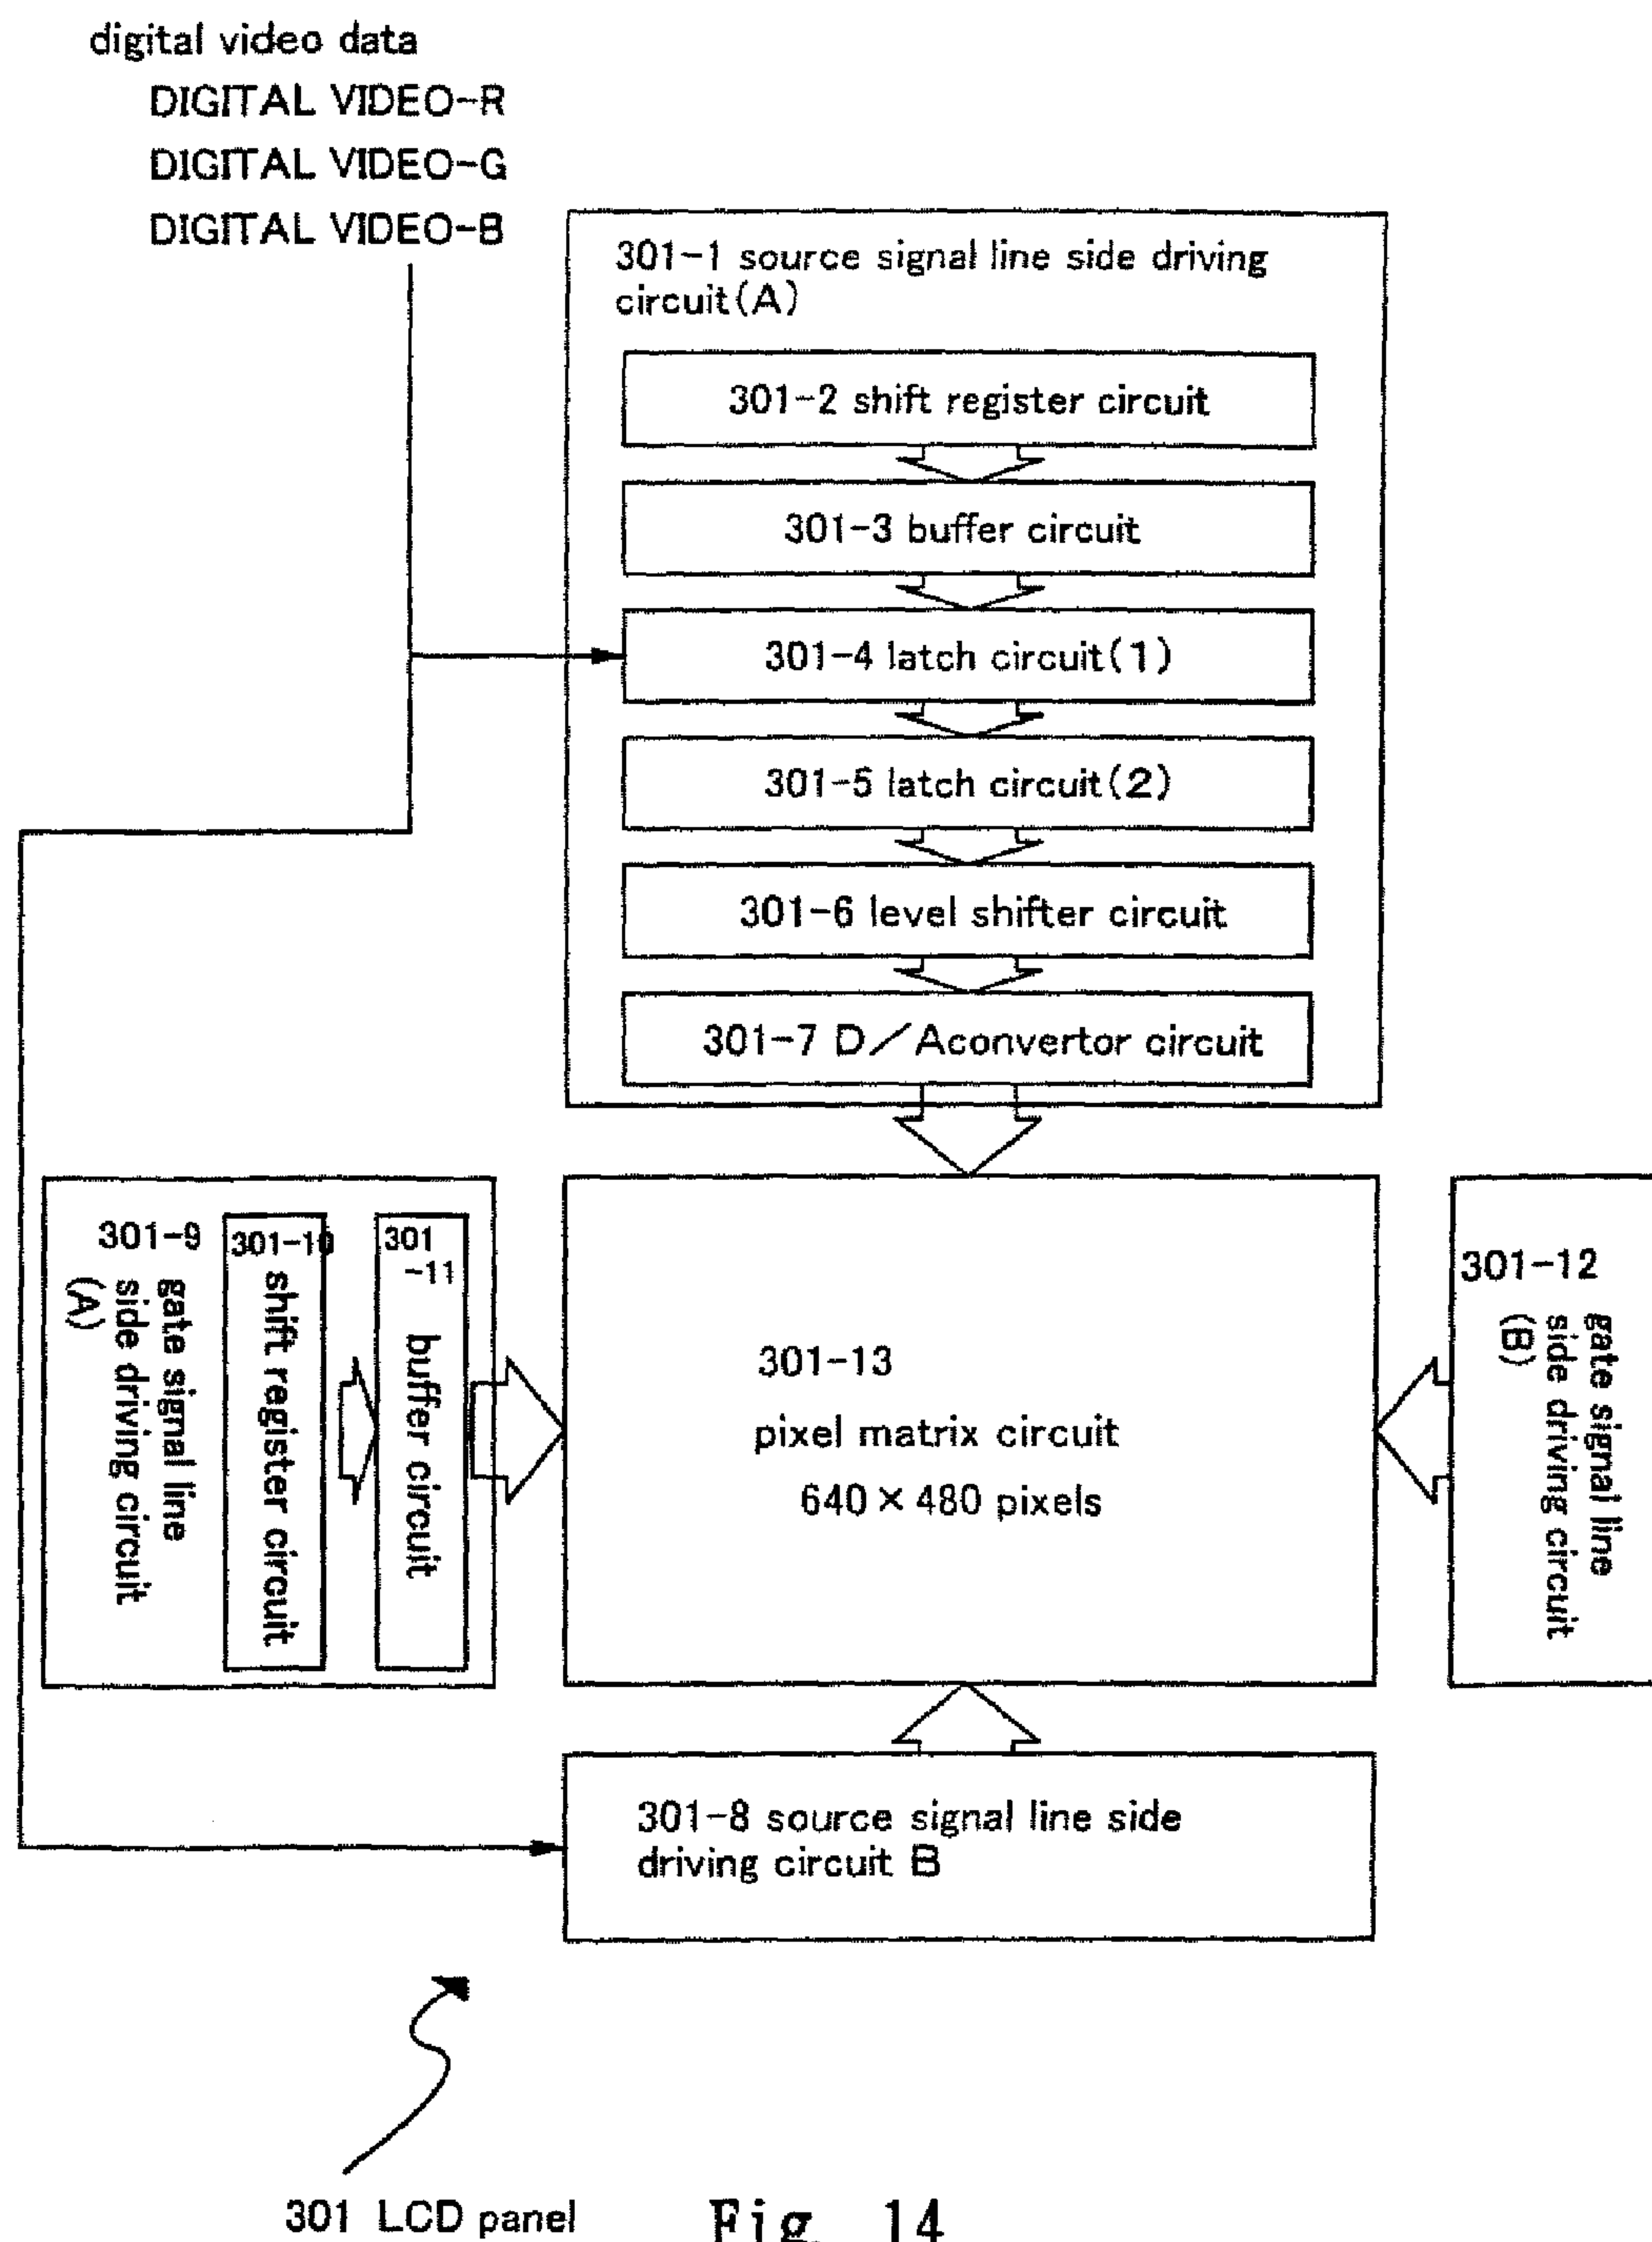 digital video data
DIGITAL VIDEO-R
DIGITAL VIDEO-G
DIGITAL VIDEO-B
301-1 source signal line side driving
circuit(A)
301-2 shift register circuit
301-3 buffer circuit
301-4 latch circuit(1)
301-5 latch circuit(2)
301-6 level shifter circuit
301-7 D／Aconvertor circuit
301-9
gate signal line
side driving circuit
(A)
301-10
shift register circuit
301
-11
buffer circuit
301-13
pixel matrix circuit
640 × 480 pixels
301-12
gate signal line
side driving circuit
(B)
301-8 source signal line side
driving circuit B
301 LCD panel
Fig. 14